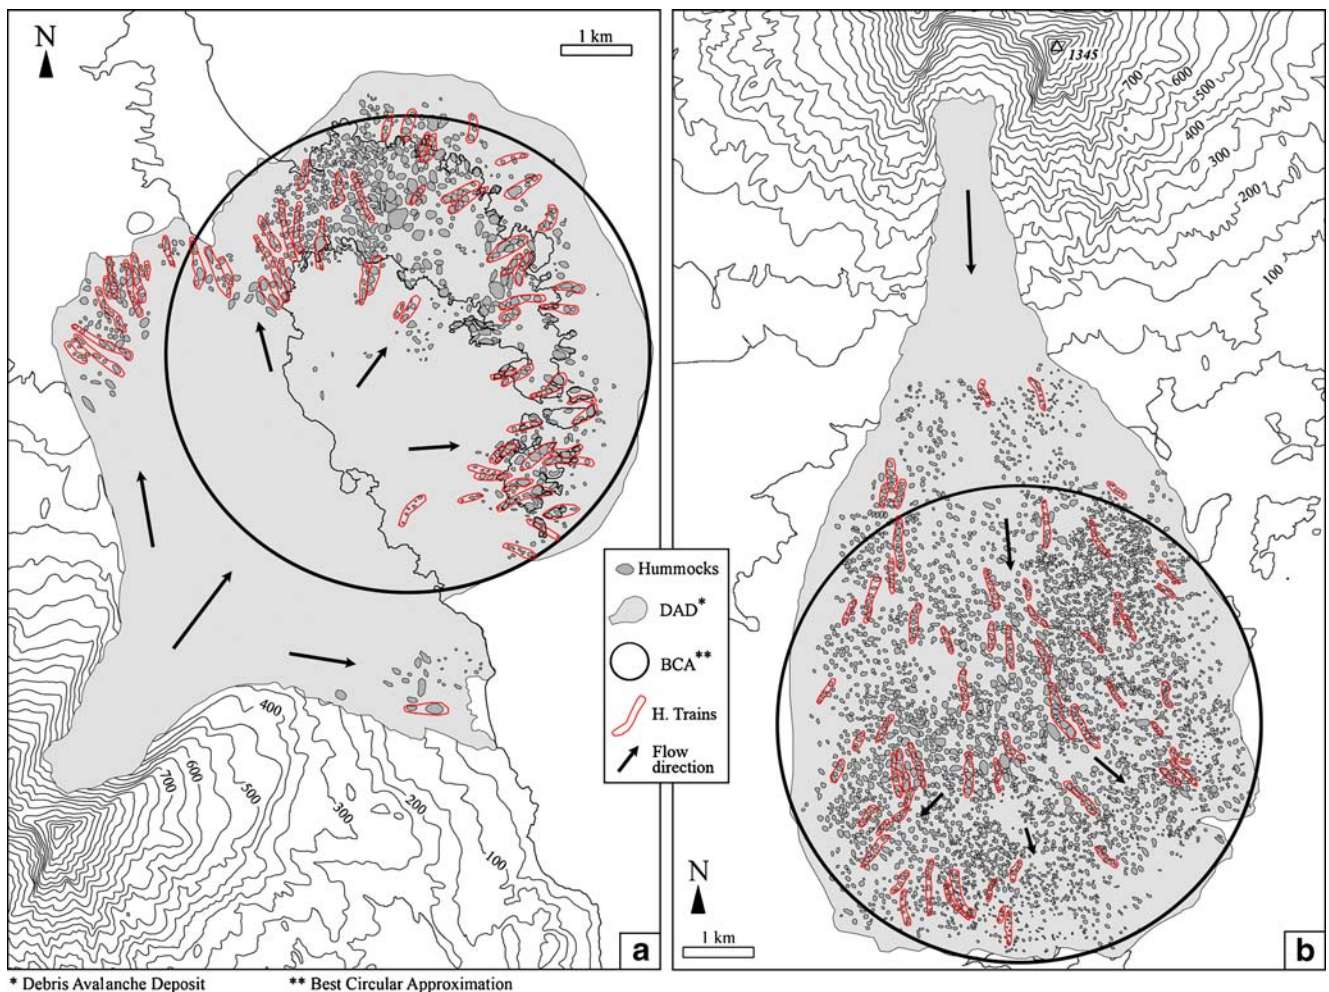 N
1 km
400
700
600
500
300
200
100
a
Hummocks
DAD*
BCA**
H. Trains
Flow
direction
1345
700
600
500
400
300
200
100
100
N
1 km
b
* Debris Avalanche Deposit
** Best Circular Approximation